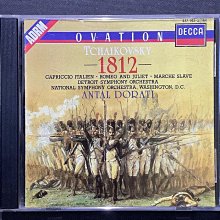 OVATION
DECCA
ADRM
TCHAIKOVSKY
1812
CAPRICCIO ITALIEN · ROMEO AND JULIET · MARCHE SLAVE
DETROIT SYMPHONY ORCHESTRA
NATIONAL SYMPHONY ORCHESTRA, WASHINGTON, D.C.
ANTAL DORATI